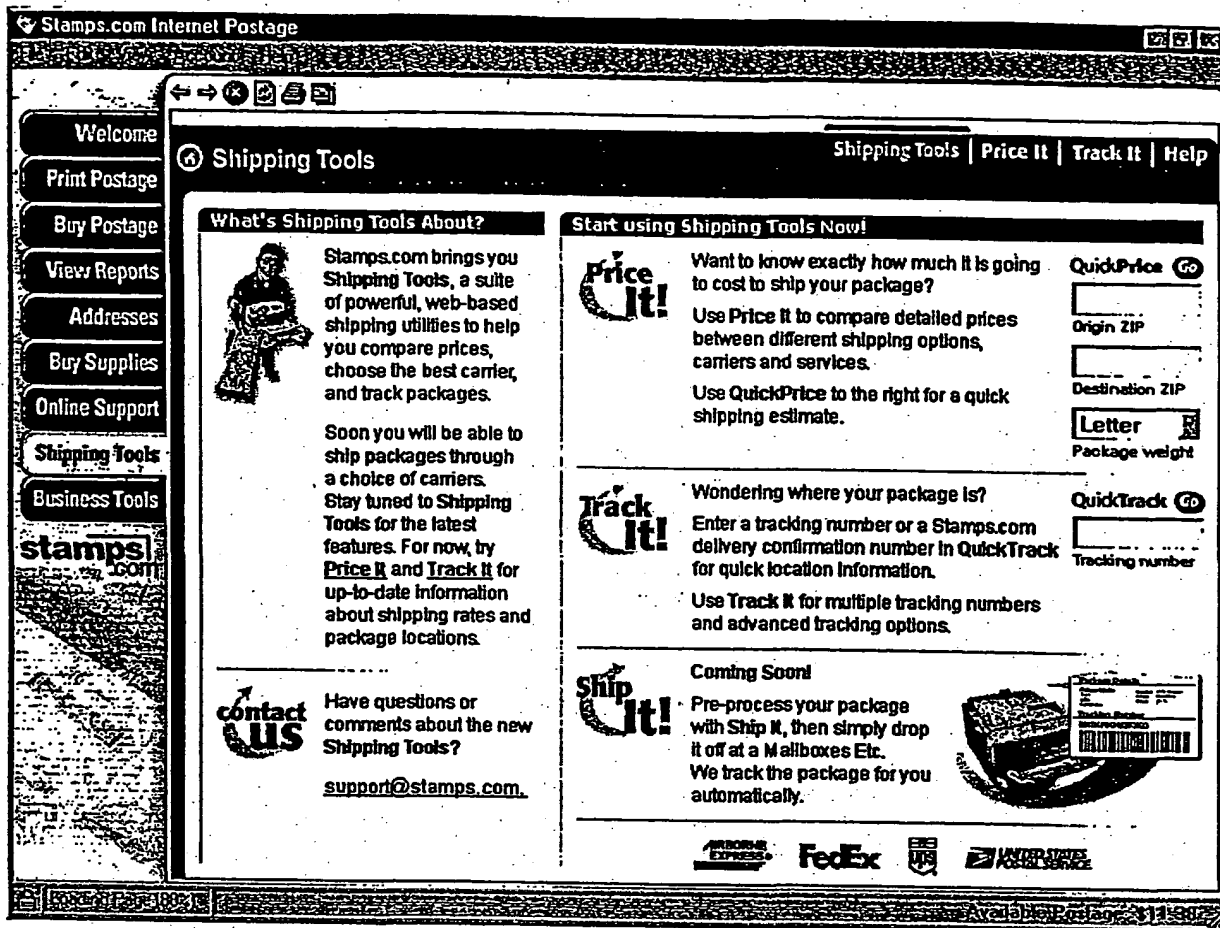 Stamps.com Internet Postage
Welcome
Print Postage
Buy Postage
View Reports
Addresses
Buy Supplies
Online Support
Shipping Tools
Business Tools
stamps
.com
Shipping Tools
Shipping Tools | Price It | Track It | Help
What's Shipping Tools About?
Stamps.com brings you
Shipping Tools, a suite
of powerful, web-based
shipping utilities to help
you compare prices,
choose the best carrier,
and track packages.
Soon you will be able to
ship packages through
a choice of carriers.
Stay tuned to Shipping
Tools for the latest
features. For now, try
Price It and Track It for
up-to-date information
about shipping rates and
package locations.
contact
us
Have questions or
comments about the new
Shipping Tools?
support@stamps.com.
Start using Shipping Tools Now!
Price
It!
Want to know exactly how much it is going
to cost to ship your package?
Use Price It to compare detailed prices
between different shipping options,
carriers and services.
Use QuickPrice to the right for a quick
shipping estimate.
QuickPrice GO
Origin ZIP
Destination ZIP
Letter
Package weight
Track
It!
Wondering where your package is?
Enter a tracking number or a Stamps.com
delivery confirmation number in QuickTrack
for quick location information.
Use Track It for multiple tracking numbers
and advanced tracking options.
QuickTrack GO
Tracking number
Ship
It!
Coming Soon!
Pre-process your package
with Ship It, then simply drop
it off at a Mailboxes Etc.
We track the package for you
automatically.
AIRBORNE
EXPRESS
FedEx
ups
UNITED STATES
POSTAL SERVICE
Available Postage: